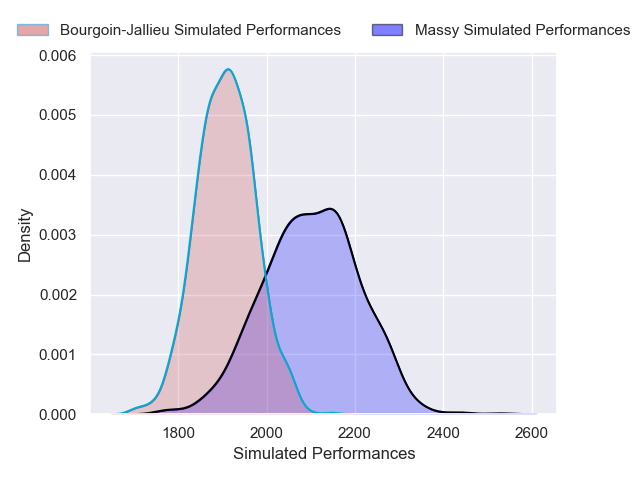 Bourgoin-Jallieu Simulated Performances Massy Simulated Performances
0.006
0.005
0.004
0.003
0.002
0.001
0.000
Density
1800 2000 2200 2400 2600
Simulated Performances